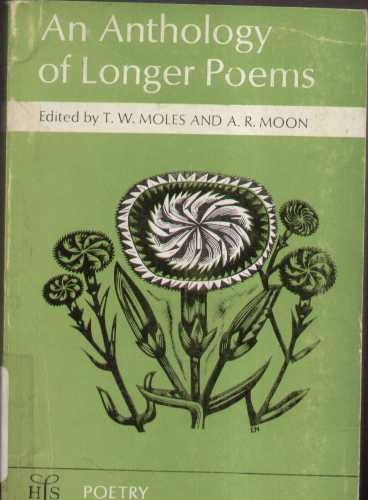 An Anthology
of Longer Poems
Edited by T. W. MOLES AND A. R. MOON
HS POETRY